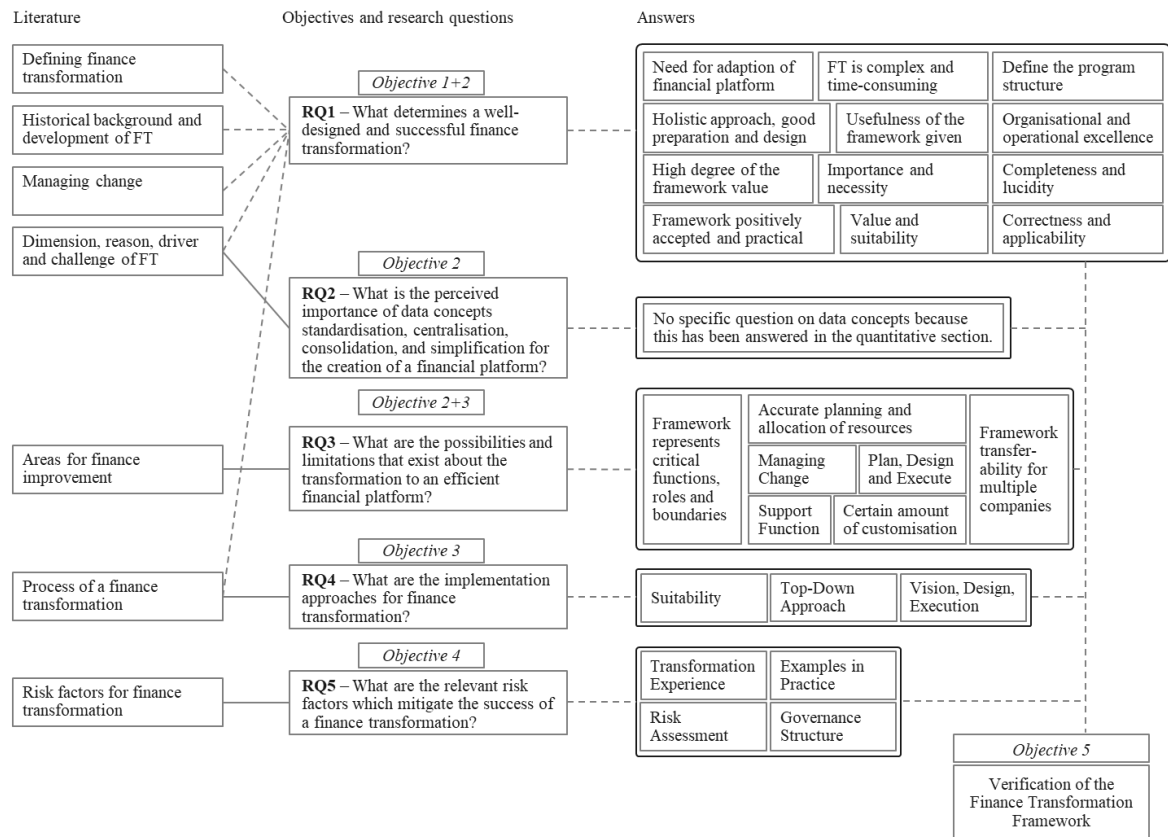 Literature
Objectives and research questions
Answers
Defining finance
transformation
Historical background and
development of FT
Managing change
Dimension, reason, driver
and challenge of FT
Areas for finance
improvement
Process of a finance
transformation
Risk factors for finance
transformation
Objective 1+2
RQ1 – What determines a well-
designed and successful finance
transformation?
Objective 2
RQ2 – What is the perceived
importance of data concepts
standardisation, centralisation,
consolidation, and simplification for
the creation of a financial platform?
Objective 2+3
RQ3 – What are the possibilities and
limitations that exist about the
transformation to an efficient
financial platform?
Objective 3
RQ4 – What are the implementation
approaches for finance
transformation?
Objective 4
RQ5 – What are the relevant risk
factors which mitigate the success of
a finance transformation?
Need for adaption of
financial platform
FT is complex and
time-consuming
Define the program
structure
Holistic approach, good
preparation and design
Usefulness of the
framework given
Organisational and
operational excellence
High degree of the
framework value
Importance and
necessity
Completeness and
lucidity
Framework positively
accepted and practical
Value and
suitability
Correctness and
applicability
No specific question on data concepts because
this has been answered in the quantitative section.
Framework
represents
critical
functions,
roles and
boundaries
Accurate planning and
allocation of resources
Managing
Change
Plan, Design
and Execute
Support
Function
Certain amount
of customisation
Framework
transfer-
ability for
multiple
companies
Suitability
Top-Down
Approach
Vision, Design,
Execution
Transformation
Experience
Examples in
Practice
Risk
Assessment
Governance
Structure
Objective 5
Verification of the
Finance Transformation
Framework